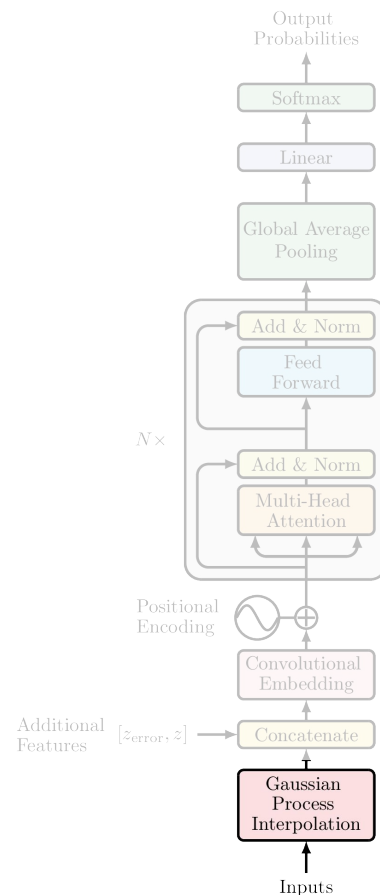 Output
Probabilities
Softmax
Linear
Global Average
Pooling
Add & Norm
Feed
Forward
N×
Add & Norm
Multi-Head
Attention
Positional
Encoding
Convolutional
Embedding
Additional
Features
[z_error, z]
Concatenate
Gaussian
Process
Interpolation
Inputs